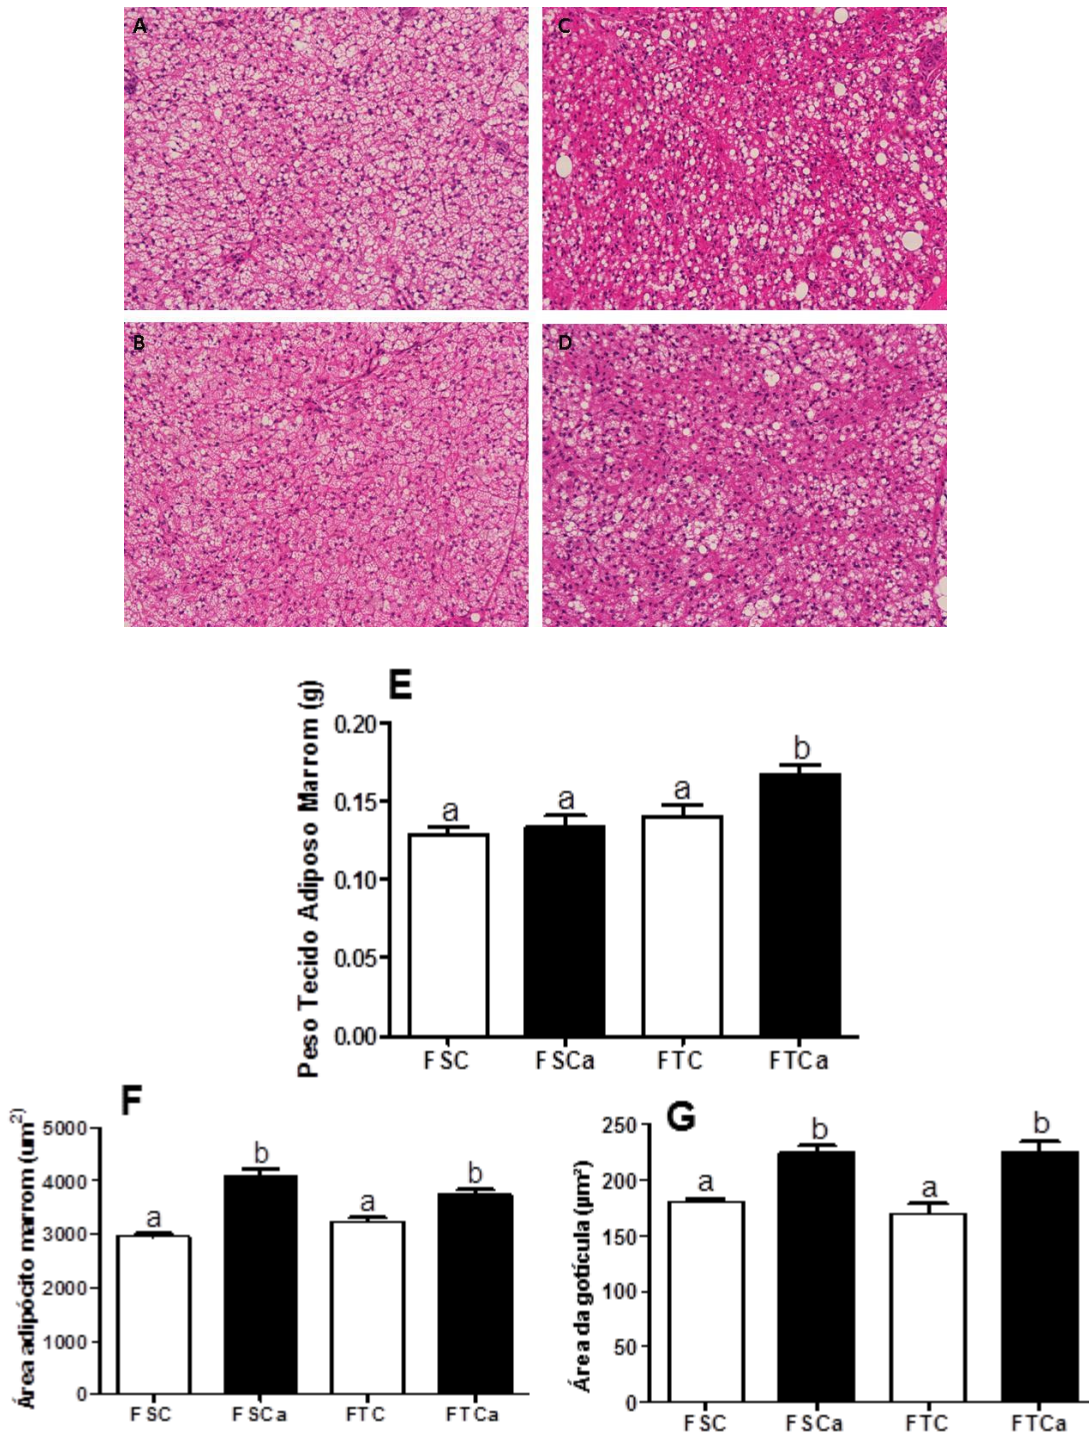 A
C
B
D
E
Peso Tecido Adiposo Marrom (g)
0.20
0.15
0.10
0.05
0.00
a
a
a
b
FSC
FSCa
FTC
FTCa
F
Área adipócito marrom (um²)
5000
4000
3000
2000
1000
0
a
b
a
b
FSC
FSCa
FTC
FTCa
G
Área da gotícula (µm²)
250
200
150
100
50
0
a
b
a
b
FSC
FSCa
FTC
FTCa